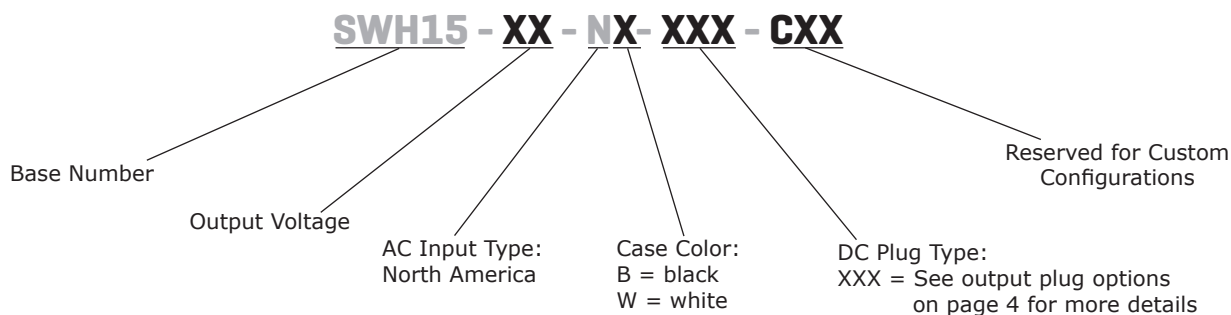 SWH15 - XX - NX- XXX - CXX
Base Number
Output Voltage
AC Input Type:
North America
Case Color:
B = black
W = white
DC Plug Type:
XXX = See output plug options
on page 4 for more details
Reserved for Custom
Configurations